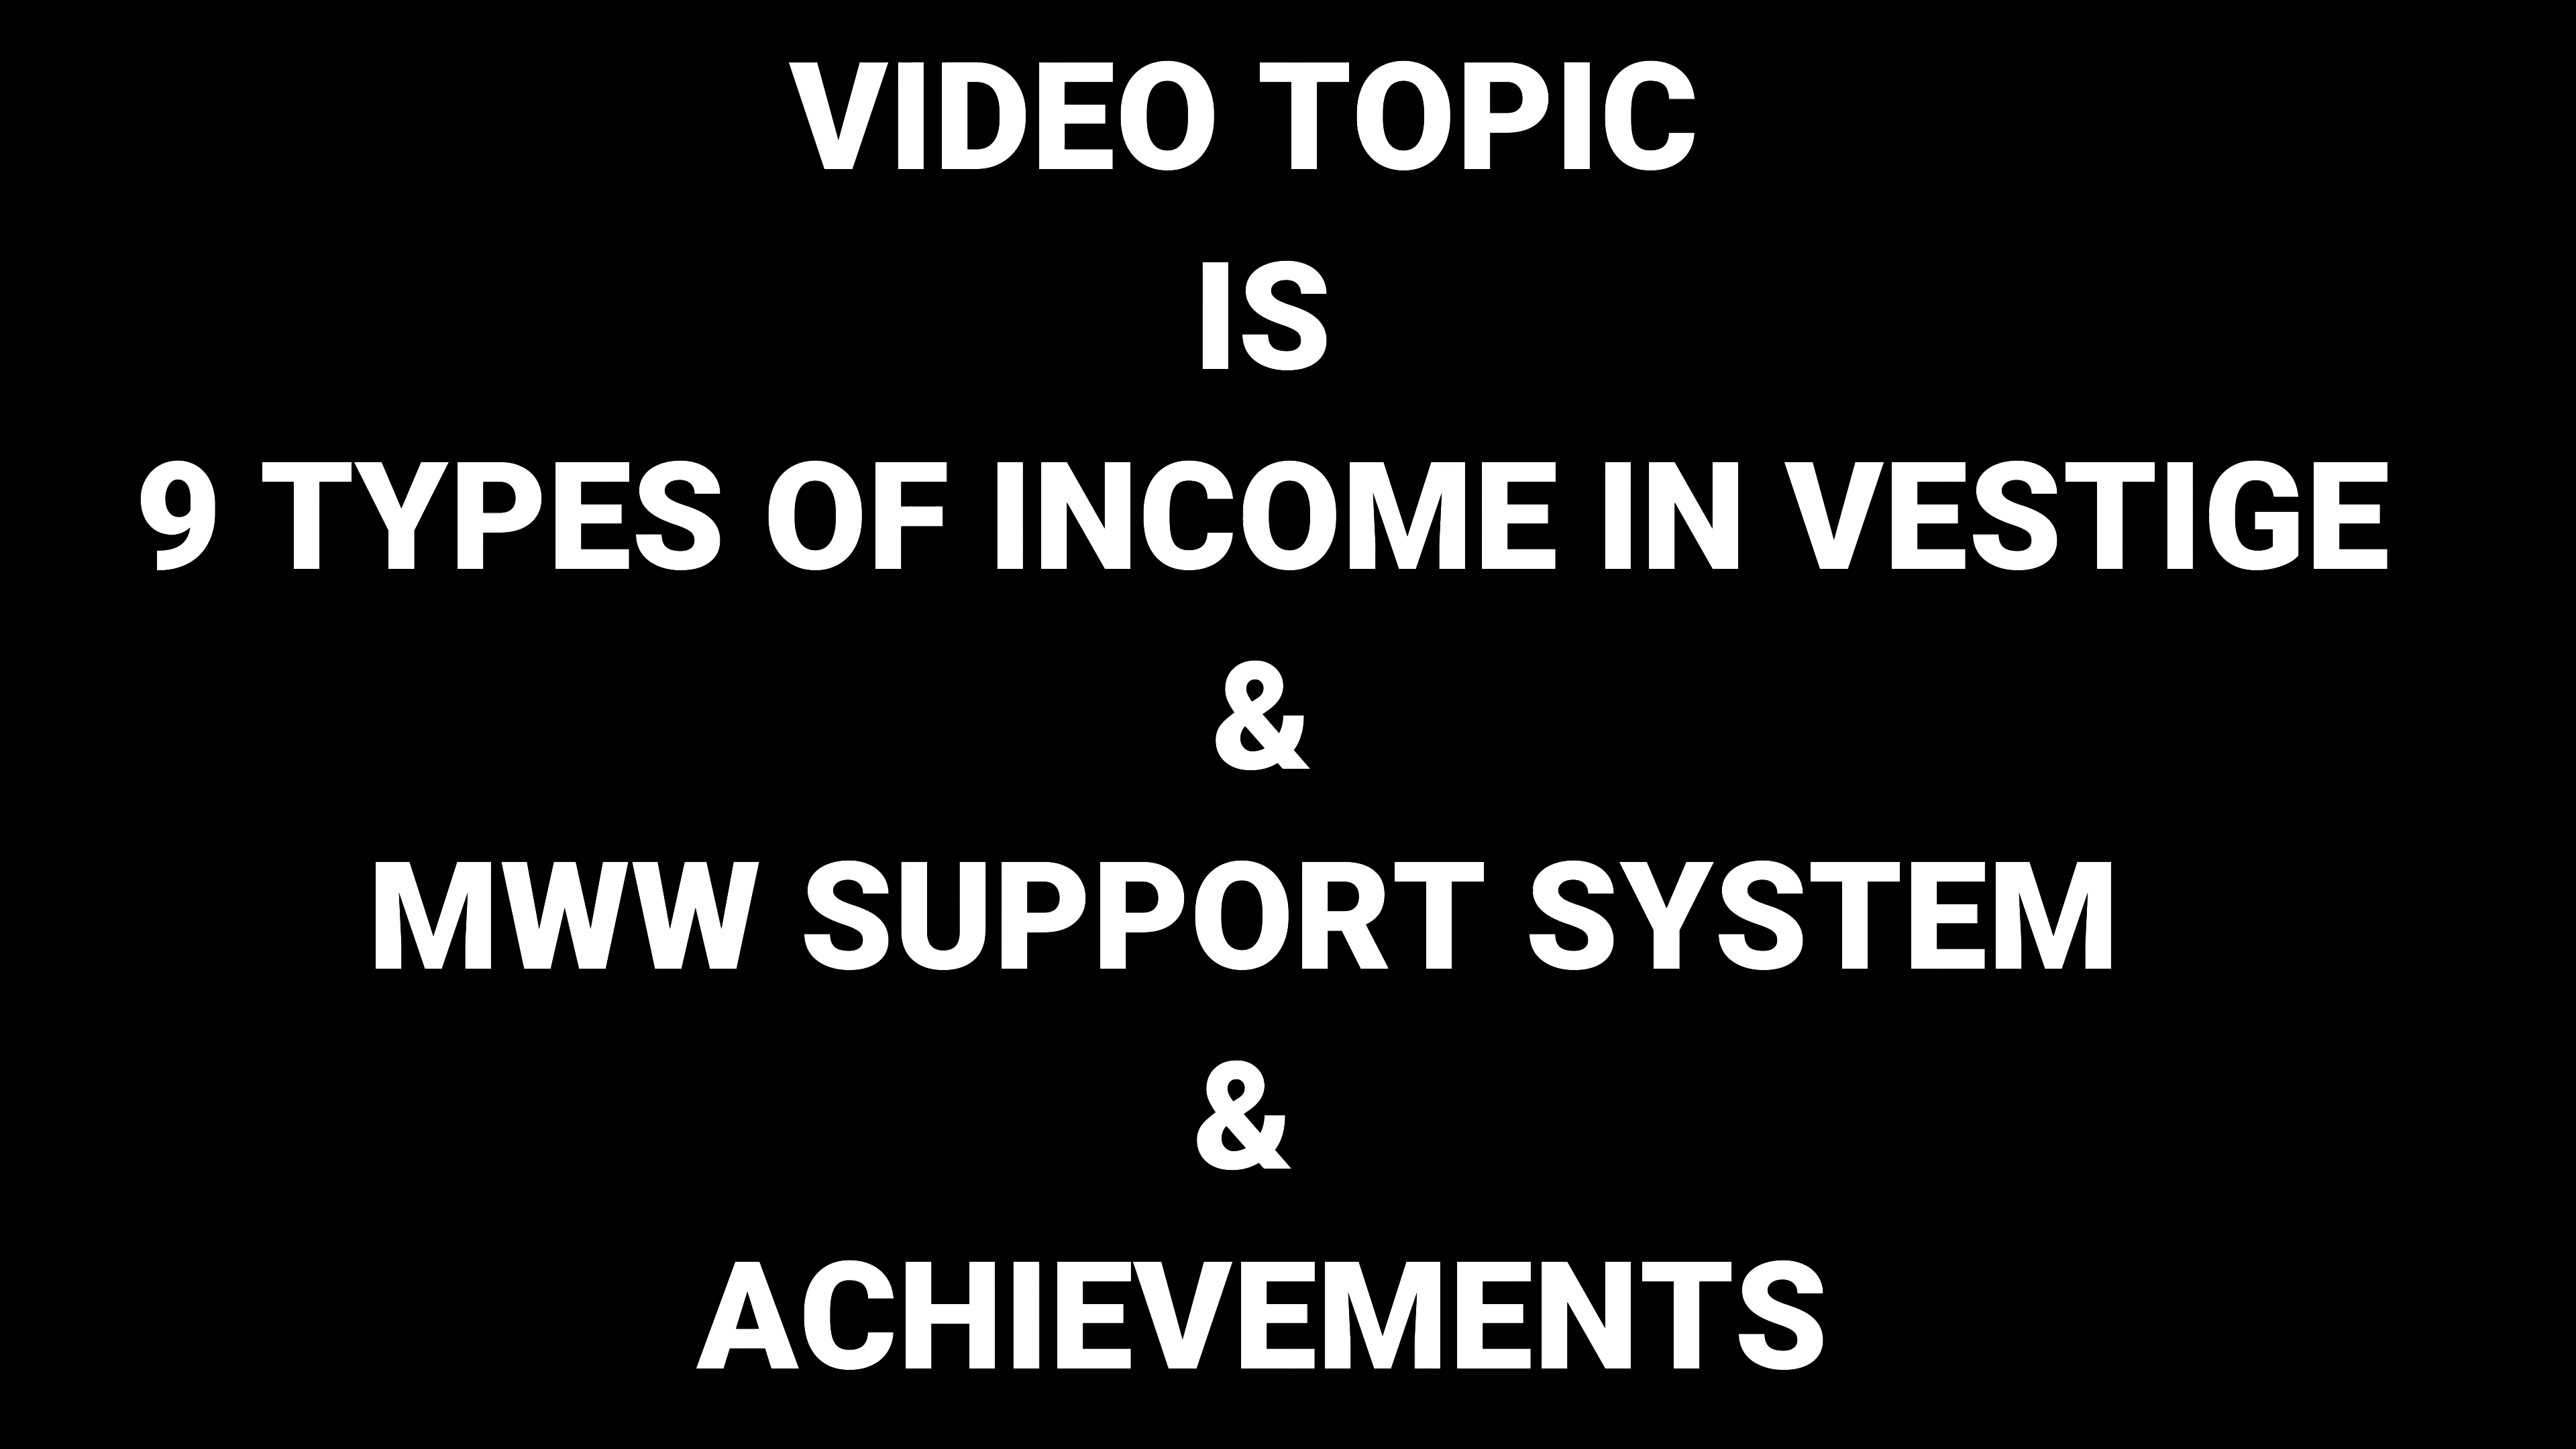 VIDEO TOPIC
IS
9 TYPES OF INCOME IN VESTIGE
&
MWW SUPPORT SYSTEM
&
ACHIEVEMENTS